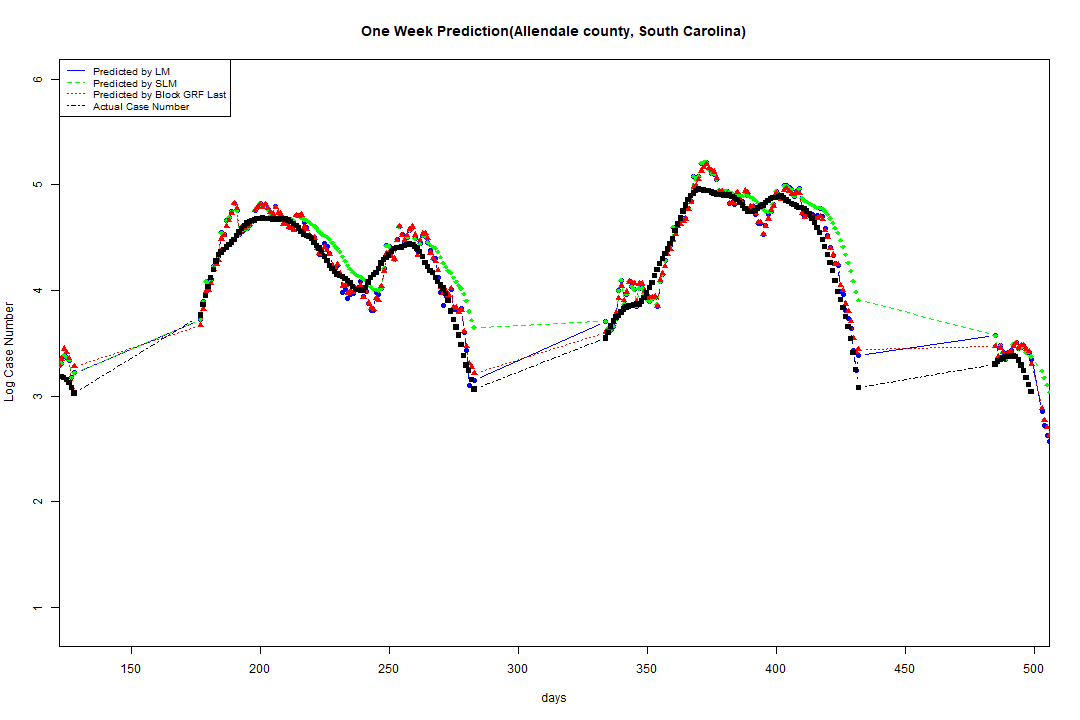 One Week Prediction(Allendale county, South Carolina)
Predicted by LM
Predicted by SLM
Predicted by Block GRF Last
Actual Case Number
Log Case Number
6
5
4
3
2
1
150 200 250 300 350 400 450 500
days